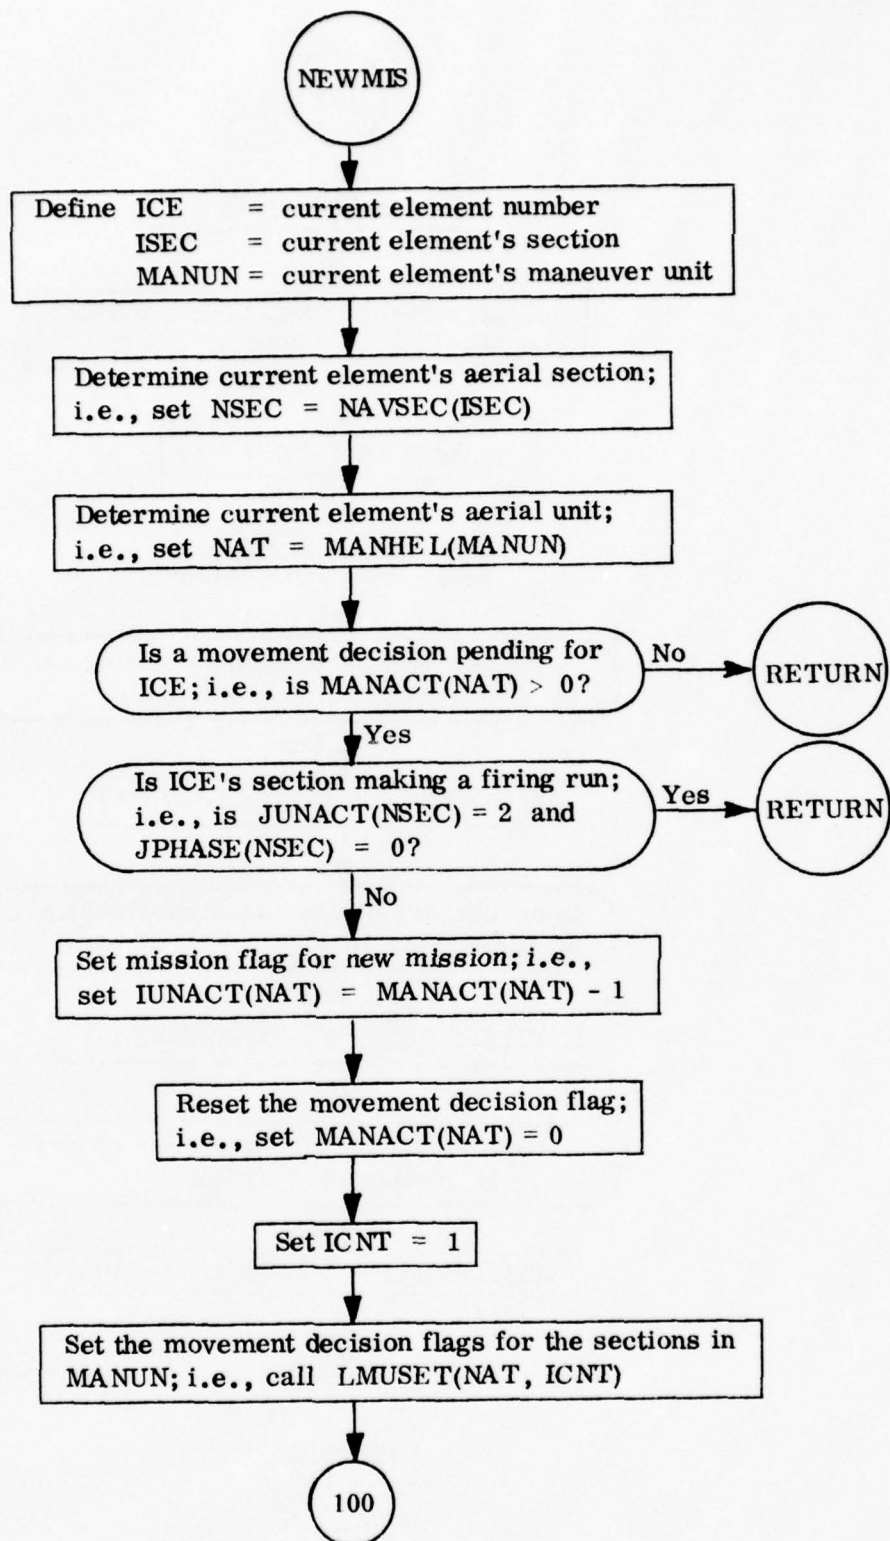 NEWMIS
Define ICE = current element number
ISEC = current element's section
MANUN = current element's maneuver unit
Determine current element's aerial section;
i.e., set NSEC = NAVSEC(ISEC)
Determine current element's aerial unit;
i.e., set NAT = MANHEL(MANUN)
Is a movement decision pending for
ICE; i.e., is MANACT(NAT) > 0?
No
RETURN
Yes
Is ICE's section making a firing run;
i.e., is JUNACT(NSEC) = 2 and
JPHASE(NSEC) = 0?
Yes
RETURN
No
Set mission flag for new mission; i.e.,
set IUNACT(NAT) = MANACT(NAT) - 1
Reset the movement decision flag;
i.e., set MANACT(NAT) = 0
Set ICNT = 1
Set the movement decision flags for the sections in
MANUN; i.e., call LMUSET(NAT, ICNT)
100